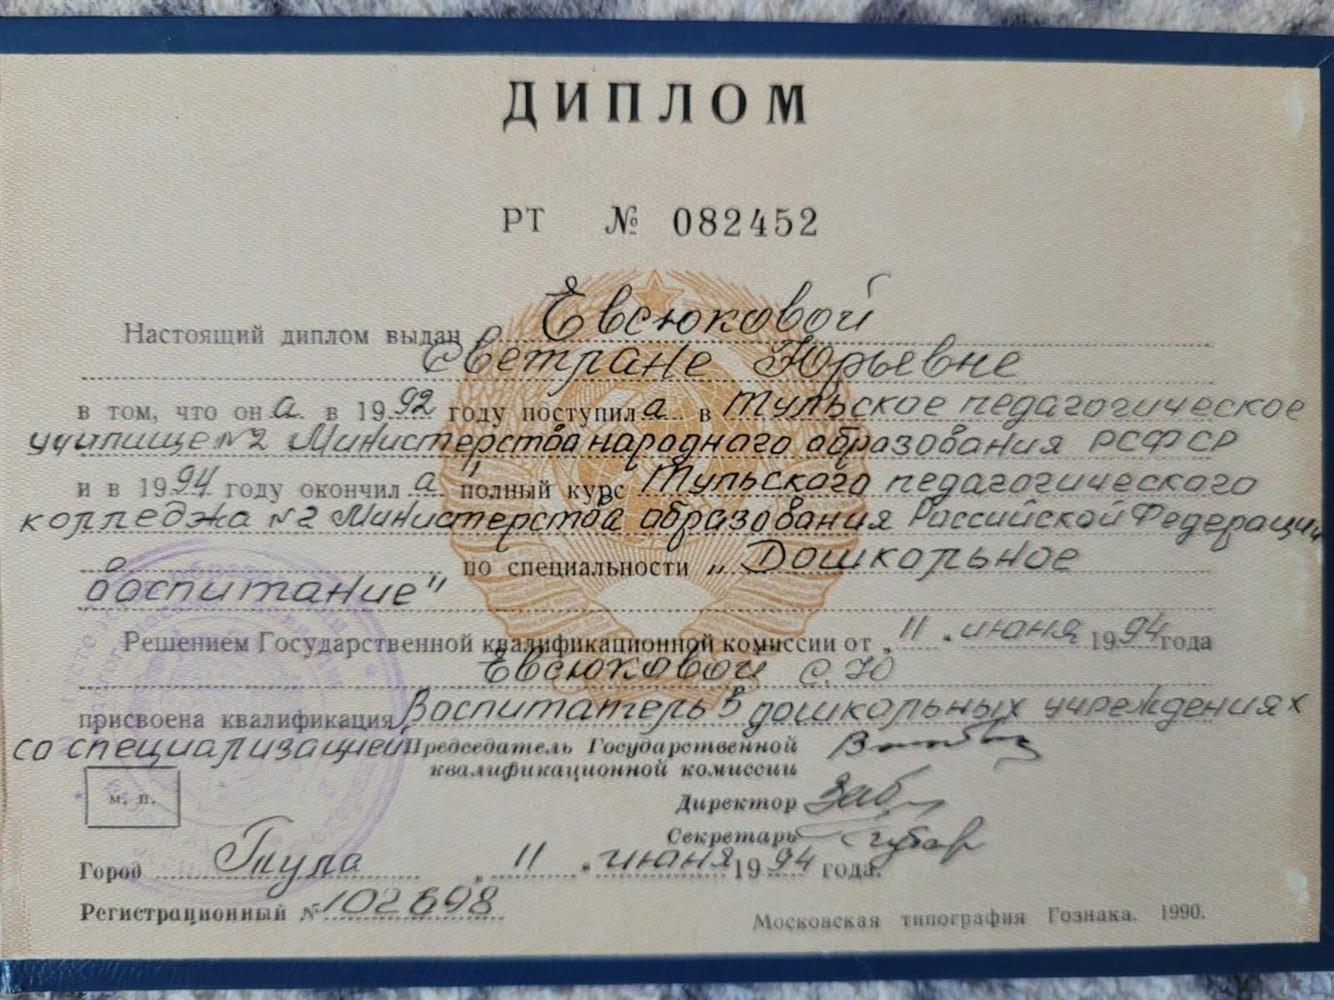 ДИПЛОМ
РТ № 082452
Настоящий диплом выдан Евсюковой
Светлане Юрьевне
в том, что она в 1992 году поступила в Тульское педагогическое
училище №2 Министерства народного образования РСФСР
и в 1994 году окончила полный курс Тульского педагогического
колледжа №2 Министерства образования Российской Федерации
по специальности „Дошкольное
воспитание"
Решением Государственной квалификационной комиссии от „11" июня 1994 года
Евсюковой С.Ю
присвоена квалификация Воспитатель в дошкольных учреждениях
со специализацией
Председатель Государственной
квалификационной комиссии
Директор
Секретарь
м. п.
Город Тула „11" июня 1994 года.
Регистрационный № 102698
Московская типография Гознака. 1990.